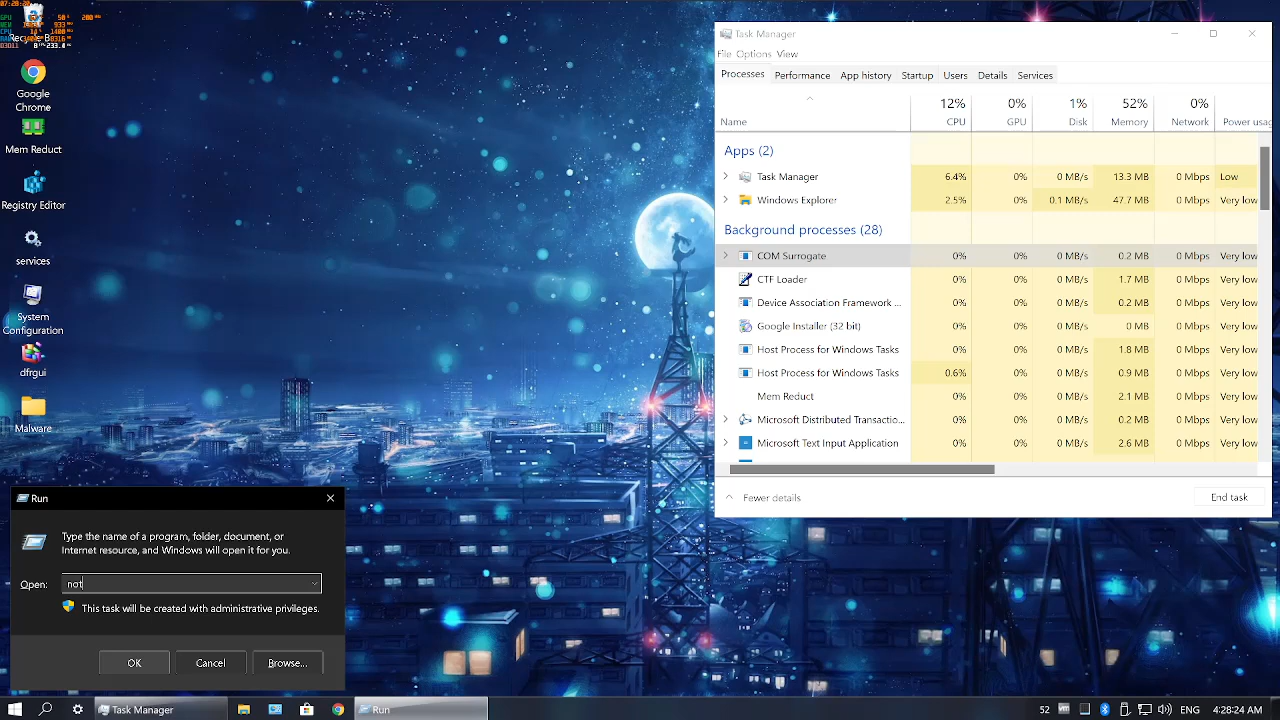 GPU
MEM
CPU
RAM
D3D11
Google
Chrome
Mem Reduct
Registry Editor
services
System
Configuration
dfrgui
Malware
Task Manager
File Options View
Processes Performance App history Startup Users Details Services
12% 0% 1% 52% 0%
Name CPU GPU Disk Memory Network Power usag
Apps (2)
Task Manager 6.4% 0% 0 MB/s 13.3 MB 0 Mbps Low
Windows Explorer 2.5% 0% 0.1 MB/s 47.7 MB 0 Mbps Very low
Background processes (28)
COM Surrogate 0% 0% 0 MB/s 0.2 MB 0 Mbps Very low
CTF Loader 0% 0% 0 MB/s 1.7 MB 0 Mbps Very low
Device Association Framework ... 0% 0% 0 MB/s 0.2 MB 0 Mbps Very low
Google Installer (32 bit) 0% 0% 0 MB/s 0 MB 0 Mbps Very low
Host Process for Windows Tasks 0% 0% 0 MB/s 1.8 MB 0 Mbps Very low
Host Process for Windows Tasks 0.6% 0% 0 MB/s 0.9 MB 0 Mbps Very low
Mem Reduct 0% 0% 0 MB/s 2.1 MB 0 Mbps Very low
Microsoft Distributed Transactio... 0% 0% 0 MB/s 0.2 MB 0 Mbps Very low
Microsoft Text Input Application 0% 0% 0 MB/s 2.6 MB 0 Mbps Very low
Fewer details End task
Run
Type the name of a program, folder, document, or
Internet resource, and Windows will open it for you.
Open: not
This task will be created with administrative privileges.
OK Cancel Browse...
Task Manager Run 52 ENG 4:28:24 AM